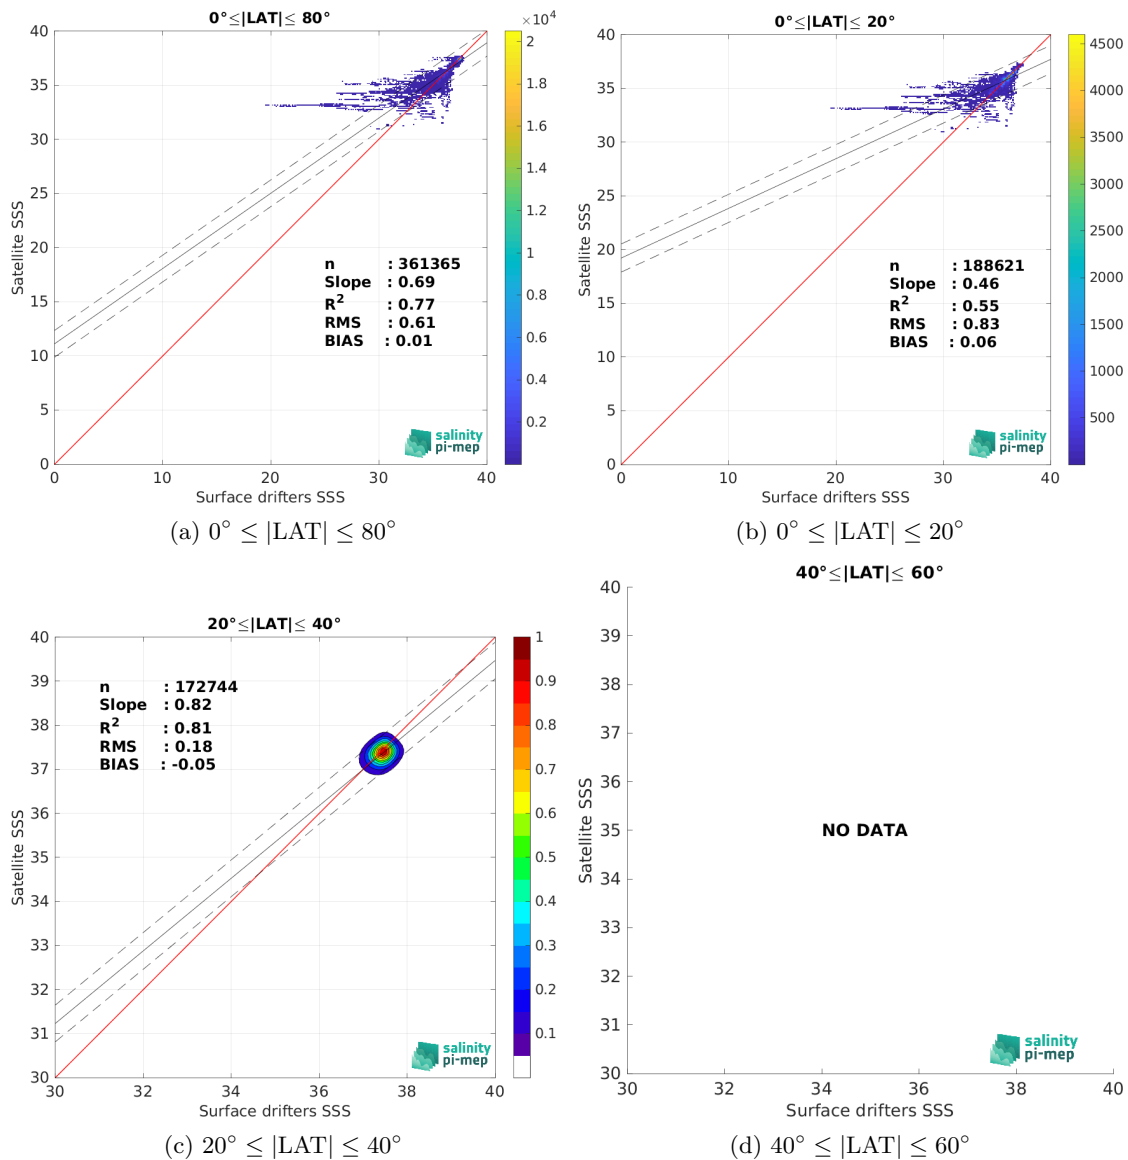 0°≤|LAT|≤ 80°
×10⁴
Satellite SSS
40
35
30
25
20
15
10
5
0
0
10
20
30
40
Surface drifters SSS
n : 361365
Slope : 0.69
R² : 0.77
RMS : 0.61
BIAS : 0.01
salinity
pi-mep
2
1.8
1.6
1.4
1.2
1
0.8
0.6
0.4
0.2
(a) 0° ≤ |LAT| ≤ 80°
0°≤|LAT|≤ 20°
Satellite SSS
40
35
30
25
20
15
10
5
0
0
10
20
30
40
Surface drifters SSS
n : 188621
Slope : 0.46
R² : 0.55
RMS : 0.83
BIAS : 0.06
salinity
pi-mep
4500
4000
3500
3000
2500
2000
1500
1000
500
(b) 0° ≤ |LAT| ≤ 20°
20°≤|LAT|≤ 40°
Satellite SSS
40
39
38
37
36
35
34
33
32
31
30
30
32
34
36
38
40
Surface drifters SSS
n : 172744
Slope : 0.82
R² : 0.81
RMS : 0.18
BIAS : -0.05
salinity
pi-mep
1
0.9
0.8
0.7
0.6
0.5
0.4
0.3
0.2
0.1
(c) 20° ≤ |LAT| ≤ 40°
40°≤|LAT|≤ 60°
Satellite SSS
40
39
38
37
36
35
34
33
32
31
30
30
32
34
36
38
40
Surface drifters SSS
NO DATA
salinity
pi-mep
(d) 40° ≤ |LAT| ≤ 60°